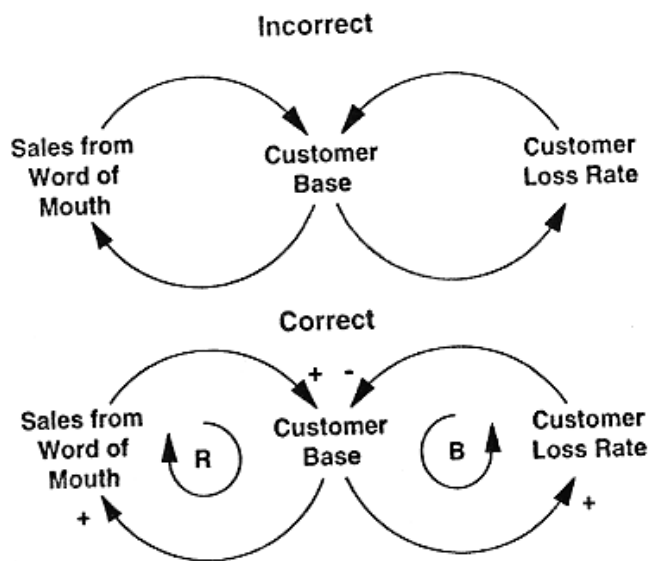 Incorrect
Sales from
Word of
Mouth
Customer
Base
Customer
Loss Rate
Correct
+ -
Sales from
Word of
Mouth
+
R
Customer
Base
B
Customer
Loss Rate
+